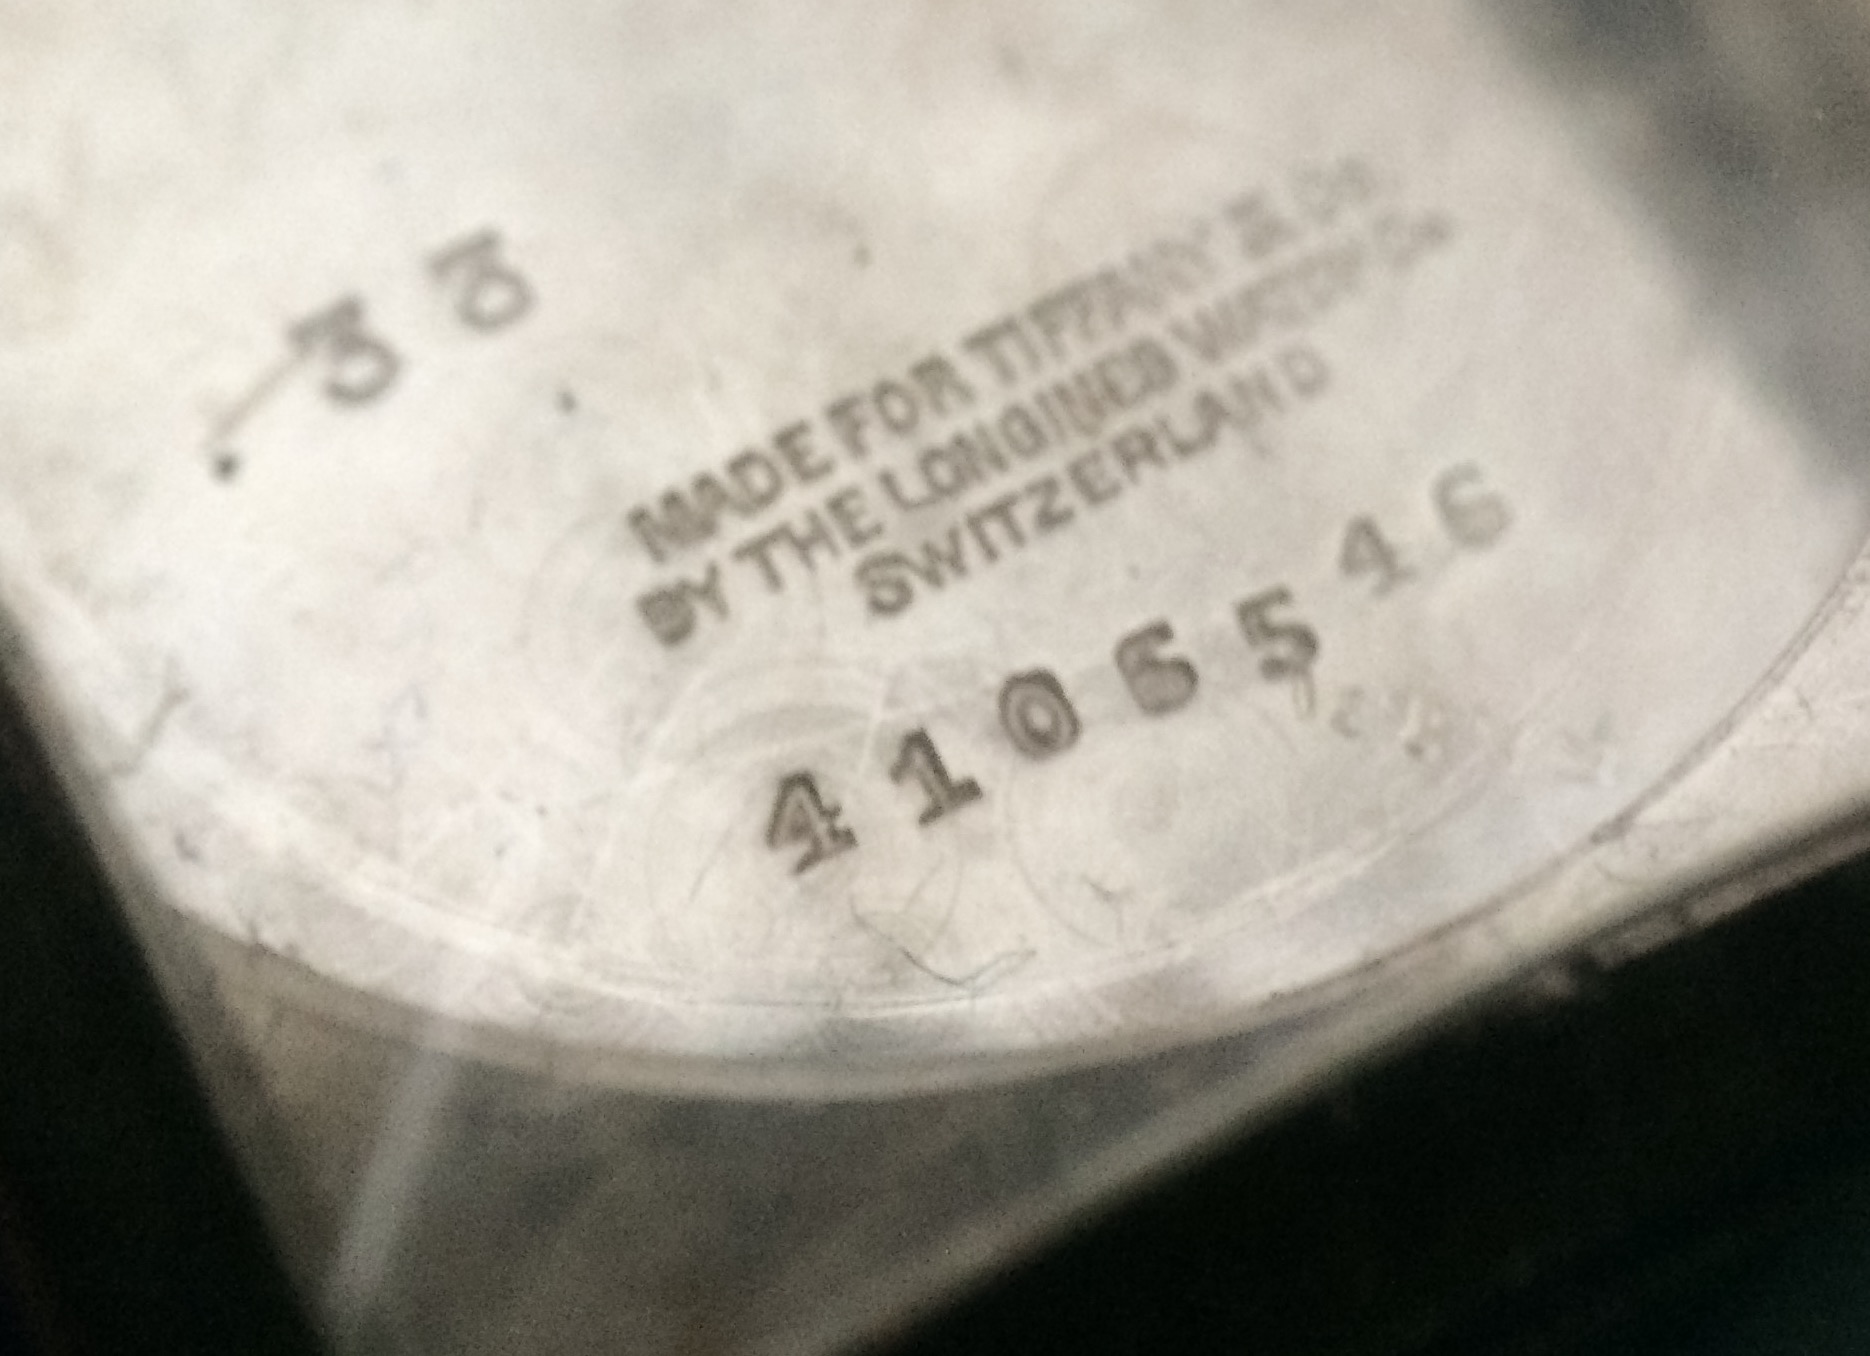 .33
MADE FOR TIFFANY & Co
BY THE LONGINES WATCH Co
SWITZERLAND
4106546